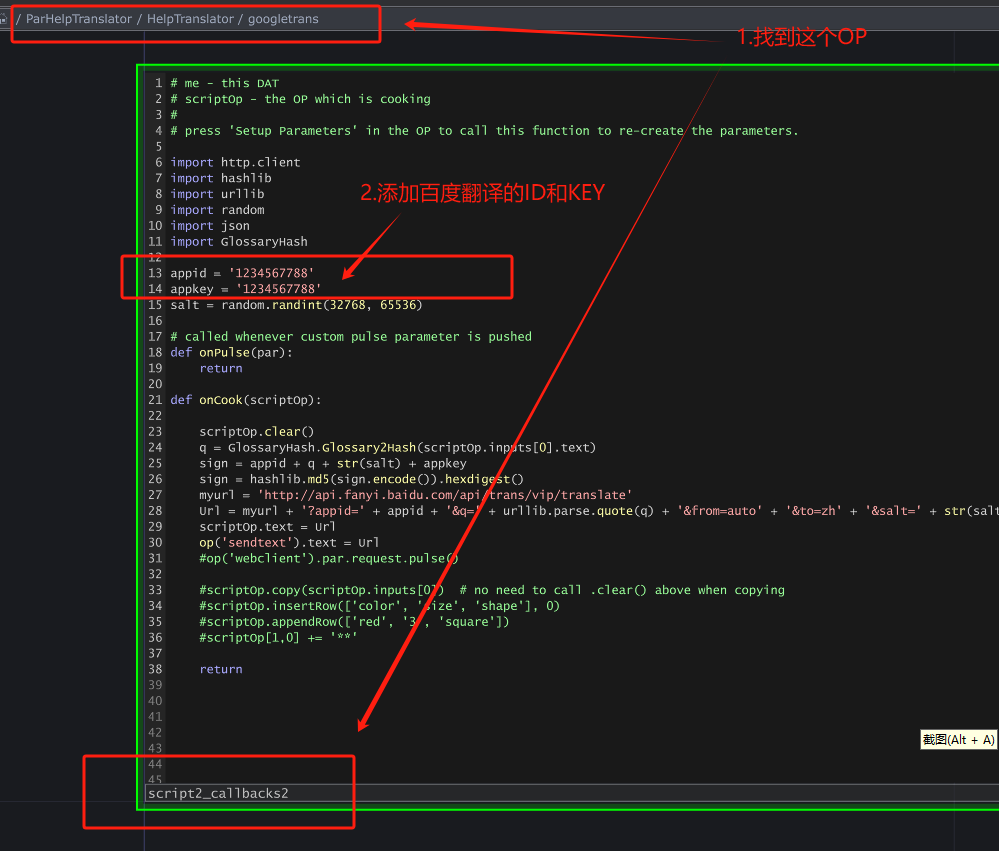 / ParHelpTranslator / HelpTranslator / googletrans
1.找到这个OP
1 # me - this DAT
2 # scriptOp - the OP which is cooking
3 #
4 # press 'Setup Parameters' in the OP to call this function to re-create the parameters.
5
6 import http.client
7 import hashlib
8 import urllib
2.添加百度翻译的ID和KEY
9 import random
10 import json
11 import GlossaryHash
12
13 appid = '1234567788'
14 appkey = '1234567788'
15 salt = random.randint(32768, 65536)
16
17 # called whenever custom pulse parameter is pushed
18 def onPulse(par):
19 return
20
21 def onCook(scriptOp):
22
23 scriptOp.clear()
24 q = GlossaryHash.Glossary2Hash(scriptOp.inputs[0].text)
25 sign = appid + q + str(salt) + appkey
26 sign = hashlib.md5(sign.encode()).hexdigest()
27 myurl = 'http://api.fanyi.baidu.com/api/trans/vip/translate'
28 Url = myurl + '?appid=' + appid + '&q=' + urllib.parse.quote(q) + '&from=auto' + '&to=zh' + '&salt=' + str(salt
29 scriptOp.text = Url
30 op('sendtext').text = Url
31 #op('webclient').par.request.pulse()
32
33 #scriptOp.copy(scriptOp.inputs[0]) # no need to call .clear() above when copying
34 #scriptOp.insertRow(['color', 'size', 'shape'], 0)
35 #scriptOp.appendRow(['red', '3', 'square'])
36 #scriptOp[1,0] += '**'
37
38 return
39
40
41
42
截图(Alt + A)
43
44
45
script2_callbacks2